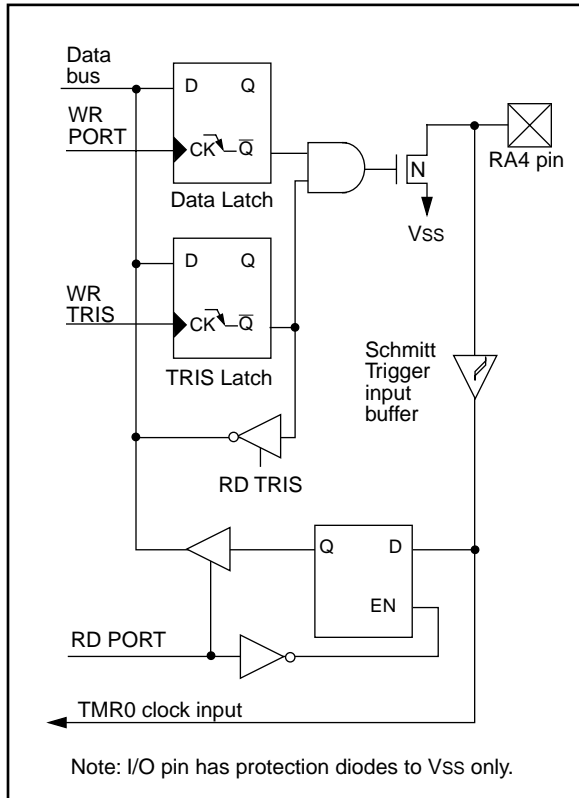 Data
bus
D Q
WR
PORT
CK Q
N
RA4 pin
Data Latch
VSS
D Q
WR
TRIS
CK Q
TRIS Latch
Schmitt
Trigger
input
buffer
RD TRIS
Q D
EN
RD PORT
TMR0 clock input
Note: I/O pin has protection diodes to VSS only.